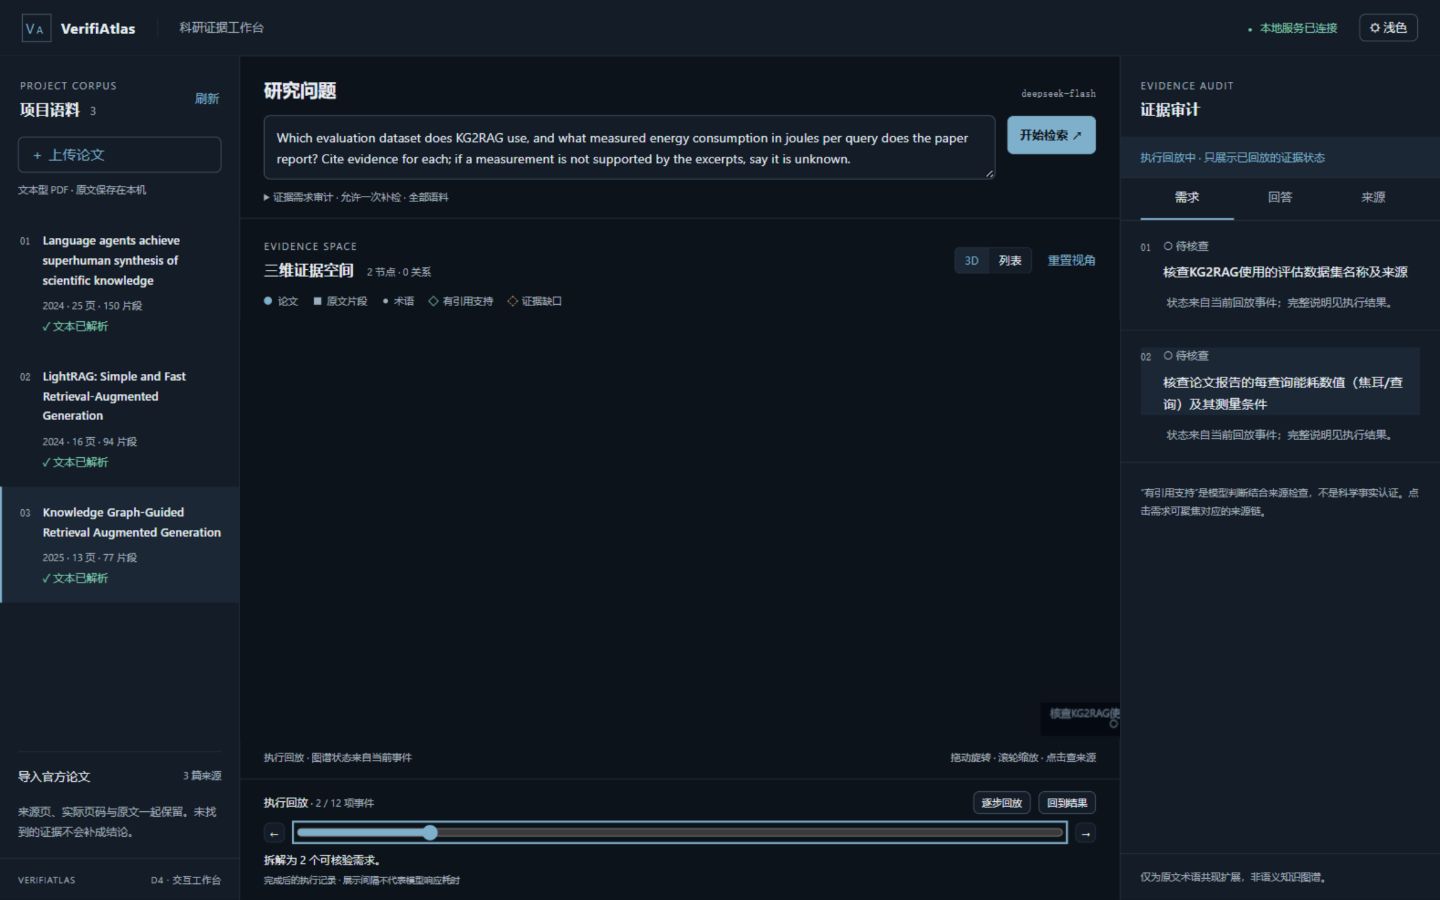 VA VerifiAtlas 科研证据工作台
• 本地服务已连接
浅色
PROJECT CORPUS
项目语料 3
刷新
+ 上传论文
文本型 PDF · 原文保存在本机
01 Language agents achieve
superhuman synthesis of
scientific knowledge
2024 · 25 页 · 150 片段
✓ 文本已解析
02 LightRAG: Simple and Fast
Retrieval-Augmented
Generation
2024 · 16 页 · 94 片段
✓ 文本已解析
03 Knowledge Graph-Guided
Retrieval Augmented Generation
2025 · 13 页 · 77 片段
✓ 文本已解析
导入官方论文 3 篇来源
来源页、实际页码与原文一起保留。未找
到的证据不会补成结论。
VERIFIATLAS D4 · 交互工作台
研究问题
deepseek-flash
Which evaluation dataset does KG2RAG use, and what measured energy consumption in joules per query does the paper
report? Cite evidence for each; if a measurement is not supported by the excerpts, say it is unknown.
开始检索 ↗
▶ 证据需求审计 · 允许一次补检 · 全部语料
EVIDENCE SPACE
三维证据空间 2 节点 · 0 关系
3D 列表 重置视角
论文 原文片段 术语 有引用支持 证据缺口
核查KG2RAG使
执行回放 · 图谱状态来自当前事件
拖动旋转 · 滚轮缩放 · 点击查来源
执行回放 · 2 / 12 项事件
逐步回放 回到结果
← →
拆解为 2 个可核验需求。
完成后的执行记录 · 展示间隔不代表模型响应耗时
EVIDENCE AUDIT
证据审计
执行回放中 · 只展示已回放的证据状态
需求 回答 来源
01 待核查
核查KG2RAG使用的评估数据集名称及来源
状态来自当前回放事件；完整说明见执行结果。
02 待核查
核查论文报告的每查询能耗数值（焦耳/查
询）及其测量条件
状态来自当前回放事件；完整说明见执行结果。
"有引用支持"是模型判断结合来源检查，不是科学事实认证。点
击需求可聚焦对应的来源链。
仅为原文术语共现扩展，非语义知识图谱。